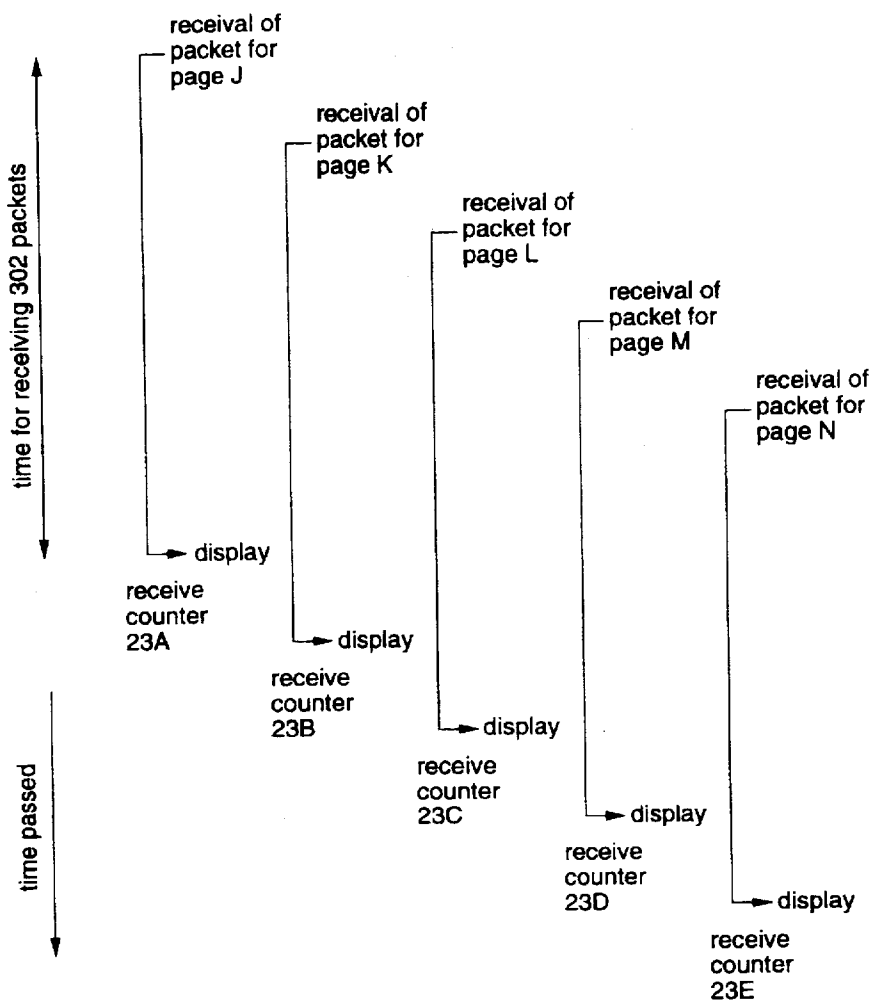 receival of
packet for
page J
receival of
packet for
page K
receival of
packet for
page L
receival of
packet for
page M
receival of
packet for
page N
time for receiving 302 packets
display
receive
counter
23A
display
receive
counter
23B
display
receive
counter
23C
display
receive
counter
23D
display
receive
counter
23E
time passed